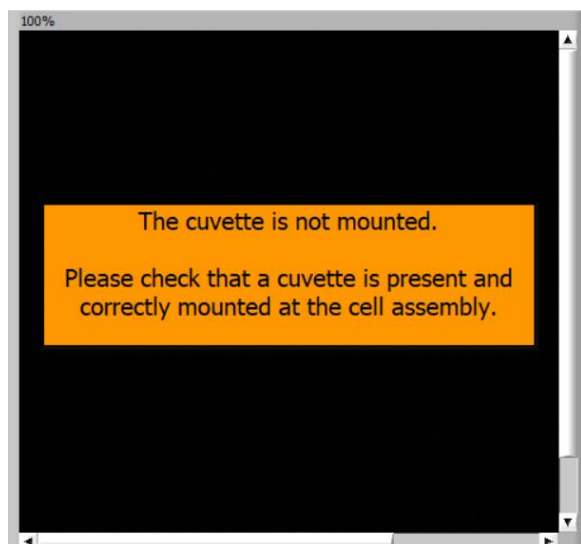 100%
The cuvette is not mounted.
Please check that a cuvette is present and
correctly mounted at the cell assembly.